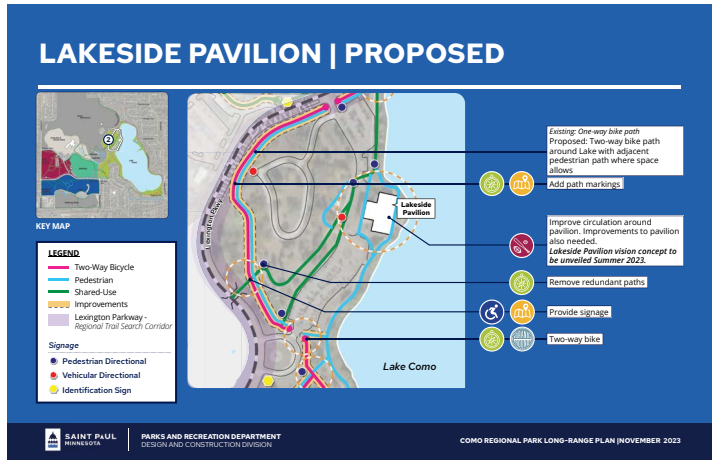 LAKESIDE PAVILION | PROPOSED
2
KEY MAP
LEGEND
Two-Way Bicycle
Pedestrian
Shared-Use
Improvements
Lexington Parkway -
Regional Trail Search Corridor
Signage
Pedestrian Directional
Vehicular Directional
Identification Sign
Lexington Pkwy
Lakeside
Pavilion
Lake Como
Existing: One-way bike path
Proposed: Two-way bike path
around Lake with adjacent
pedestrian path where space
allows
Add path markings
Improve circulation around
pavilion. Improvements to pavilion
also needed.
Lakeside Pavilion vision concept to
be unveiled Summer 2023.
Remove redundant paths
Provide signage
Two-way bike
SAINT PAUL
MINNESOTA
PARKS AND RECREATION DEPARTMENT
DESIGN AND CONSTRUCTION DIVISION
COMO REGIONAL PARK LONG-RANGE PLAN |NOVEMBER 2023